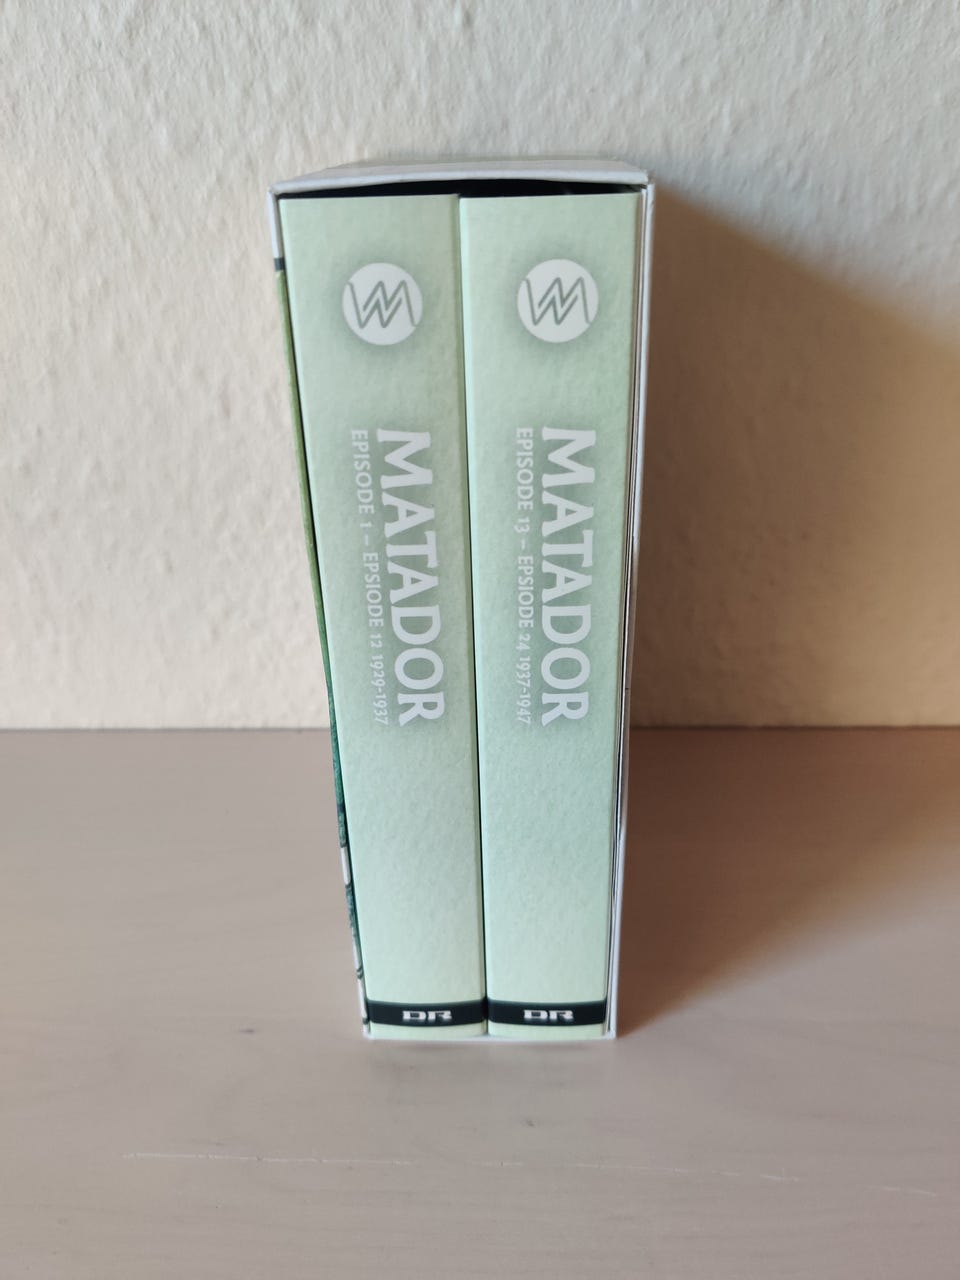 MATADOR
EPISODE 1 – EPSIODE 12 1929-1937
DR
MATADOR
EPISODE 13 – EPSIODE 24 1937-1947
DR